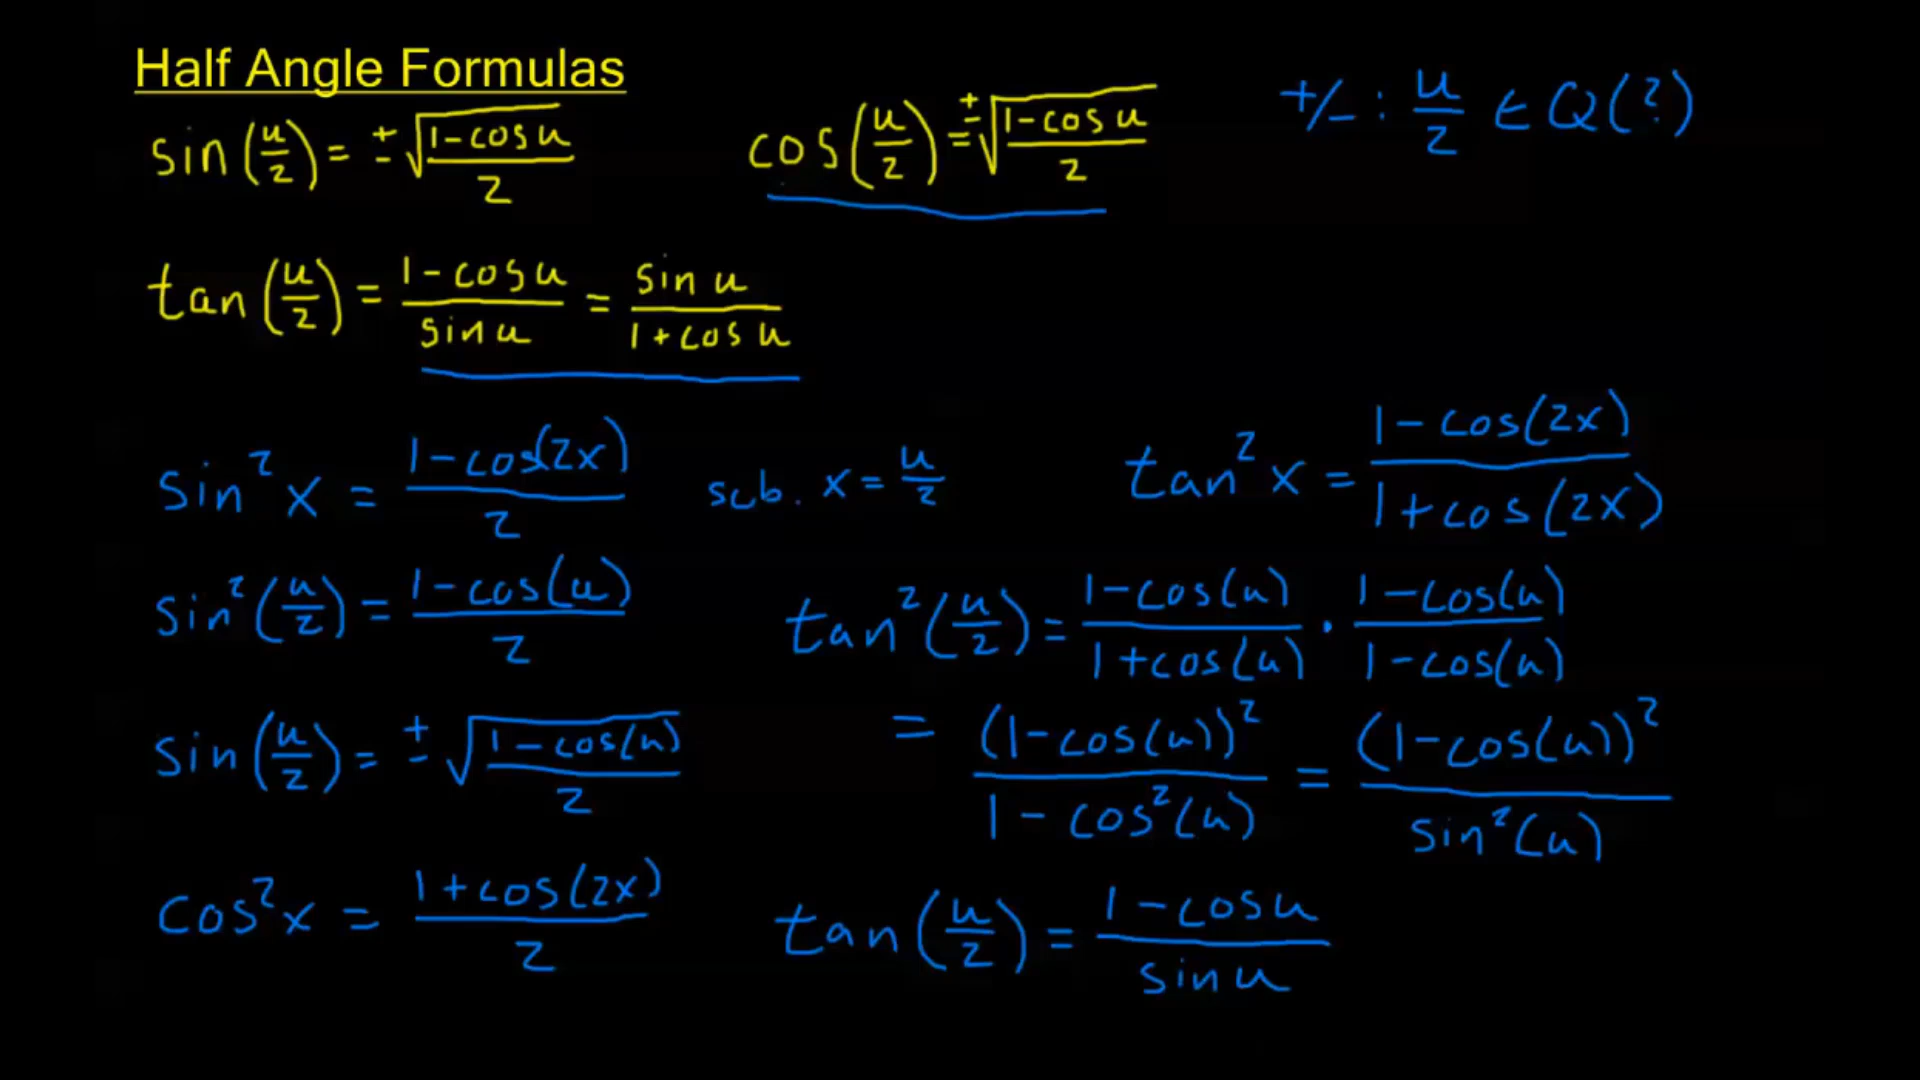 Half Angle Formulas
sin(u/2) = ± √((1-cos u)/2)
cos(u/2) = ± √((1-cos u)/2)
+/- : u/2 ∈ Q(?)
tan(u/2) = (1-cos u)/(sin u) = (sin u)/(1+cos u)
sin² x = (1-cos(2x))/2
sub. x = u/2
tan² x = (1-cos(2x))/(1+cos(2x))
sin²(u/2) = (1-cos(u))/2
tan²(u/2) = (1-cos(u))/(1+cos(u)) · (1-cos(u))/(1-cos(u))
sin(u/2) = ± √((1-cos(u))/2)
= (1-cos(u))²/(1-cos²(u)) = (1-cos(u))²/(sin²(u))
cos² x = (1+cos(2x))/2
tan(u/2) = (1-cos u)/(sin u)